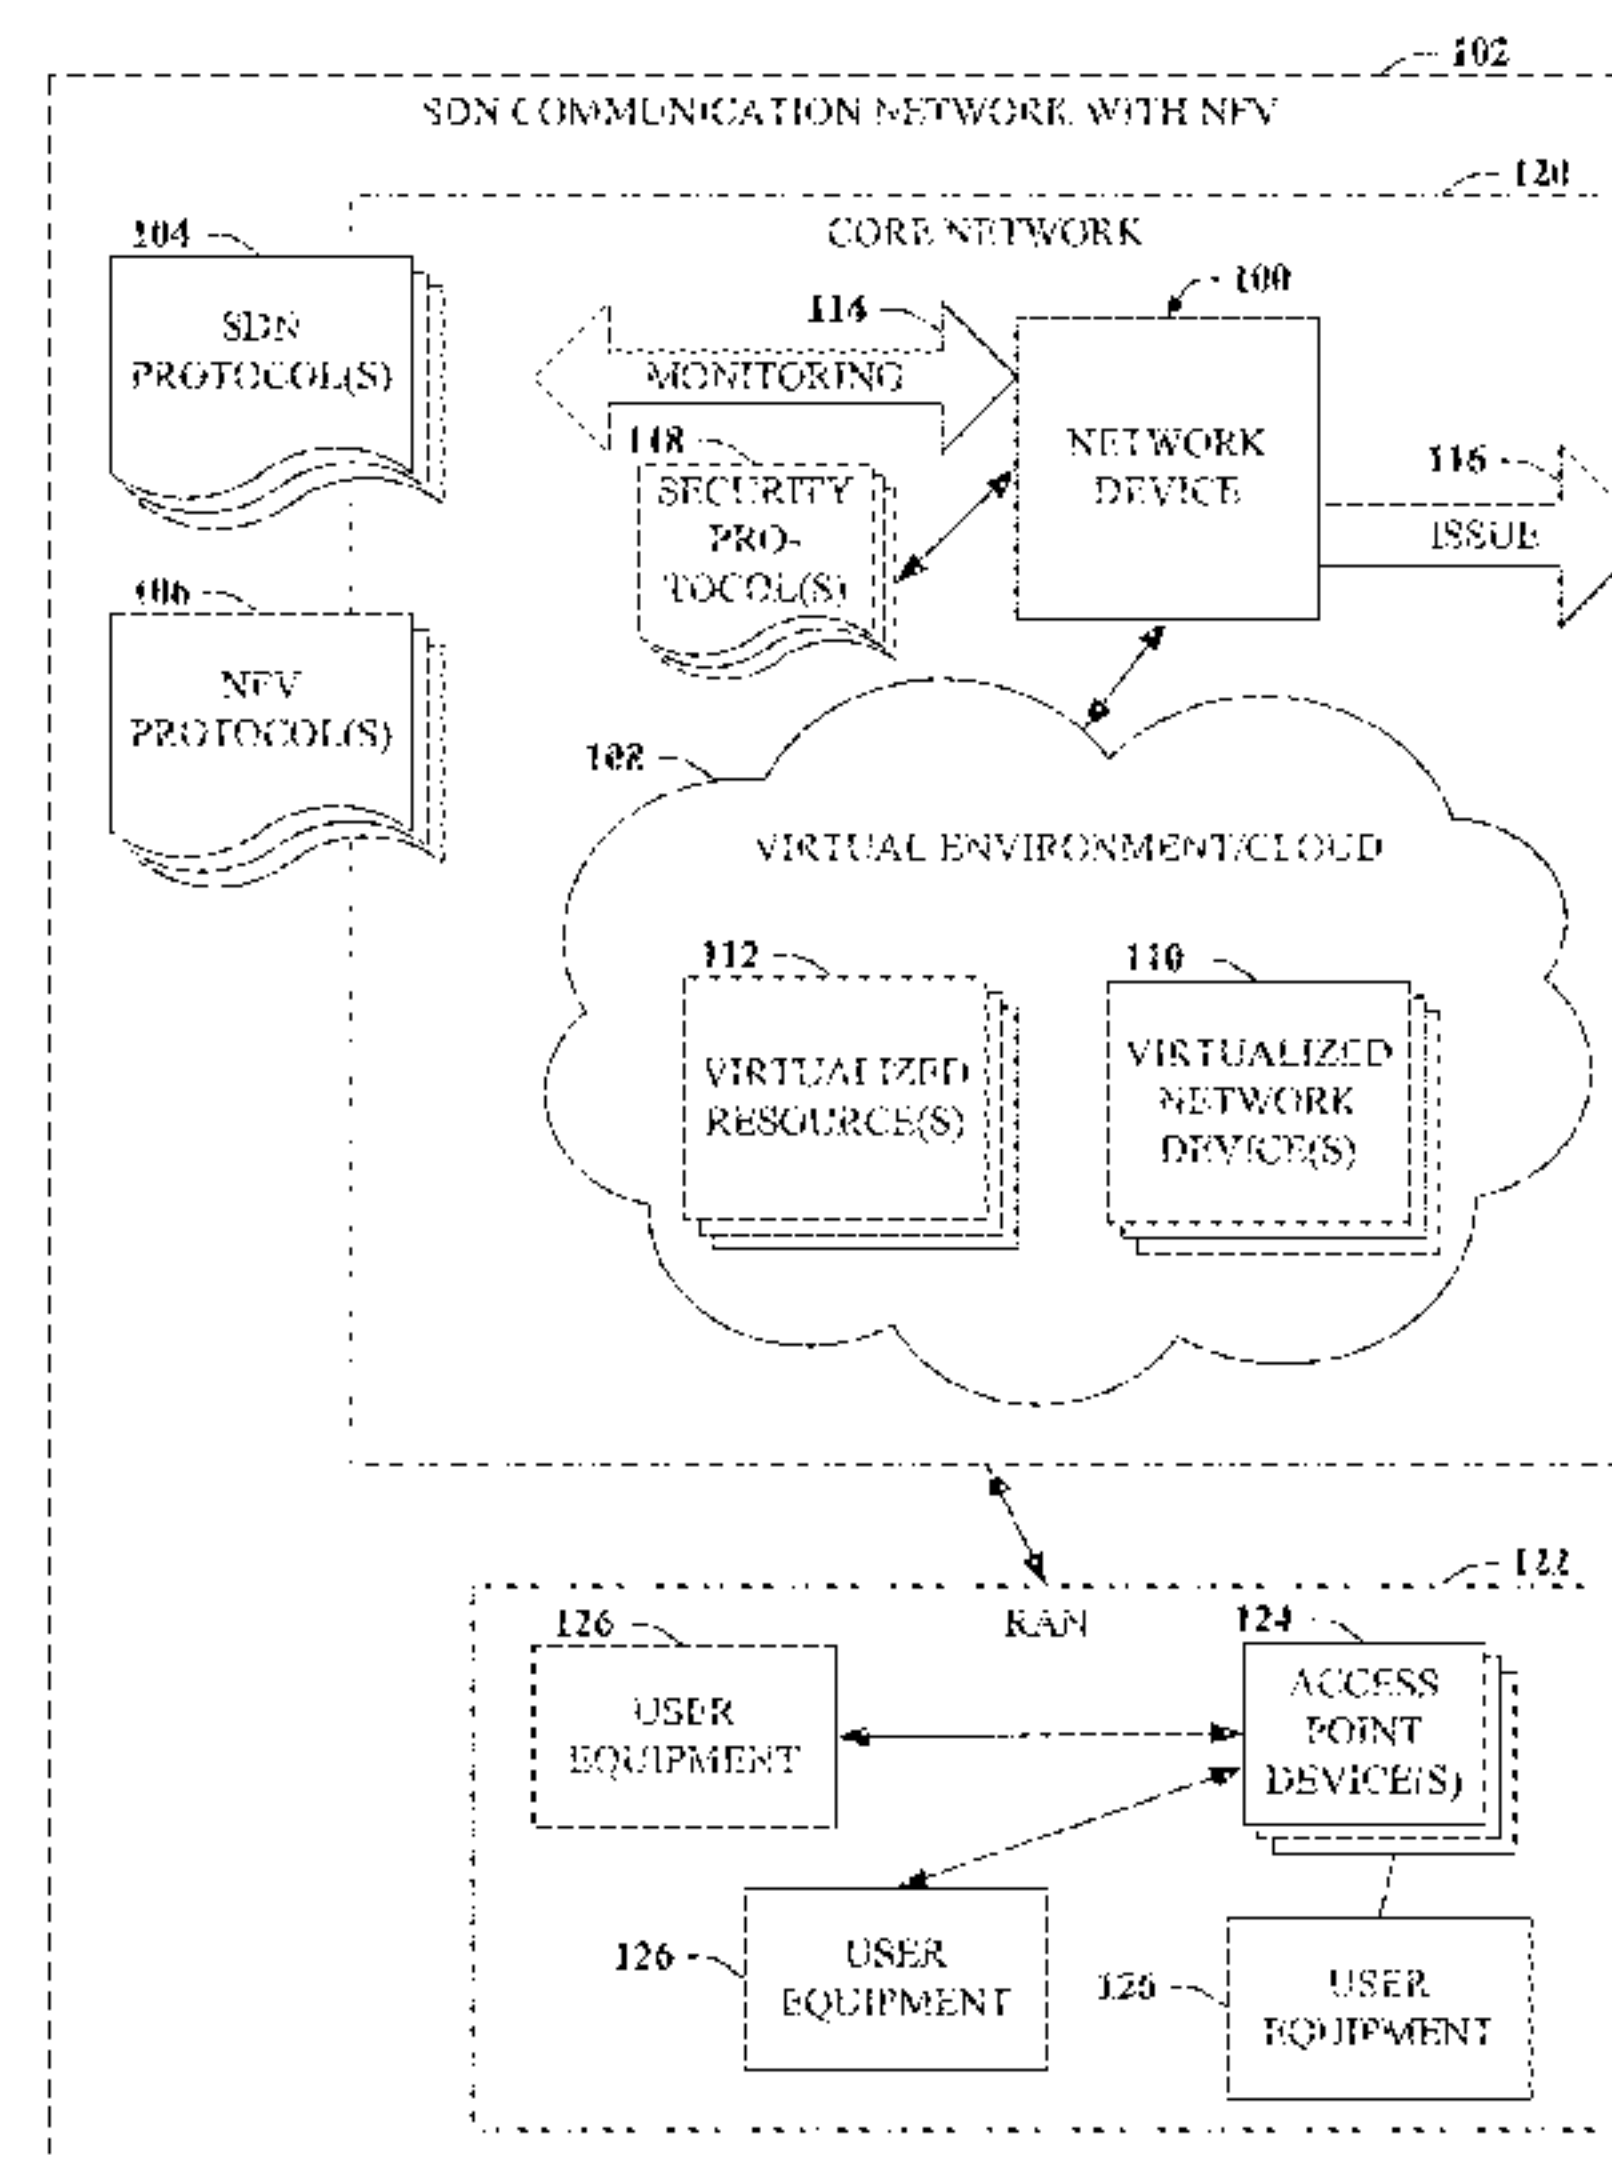 102
SDN COMMUNICATION NETWORK WITH NFV
120
CORE NETWORK
104
SDN
PROTOCOL(S)
100
114
MONITORING
NETWORK
DEVICE
118
SECURITY
PRO-
TOCOL(S)
116
ISSUE
106
NFV
PROTOCOL(S)
108
VIRTUAL ENVIRONMENT/CLOUD
112
VIRTUALIZED
RESOURCE(S)
110
VIRTUALIZED
NETWORK
DEVICE(S)
122
RAN
126
USER
EQUIPMENT
124
ACCESS
POINT
DEVICE(S)
126
USER
EQUIPMENT
126
USER
EQUIPMENT